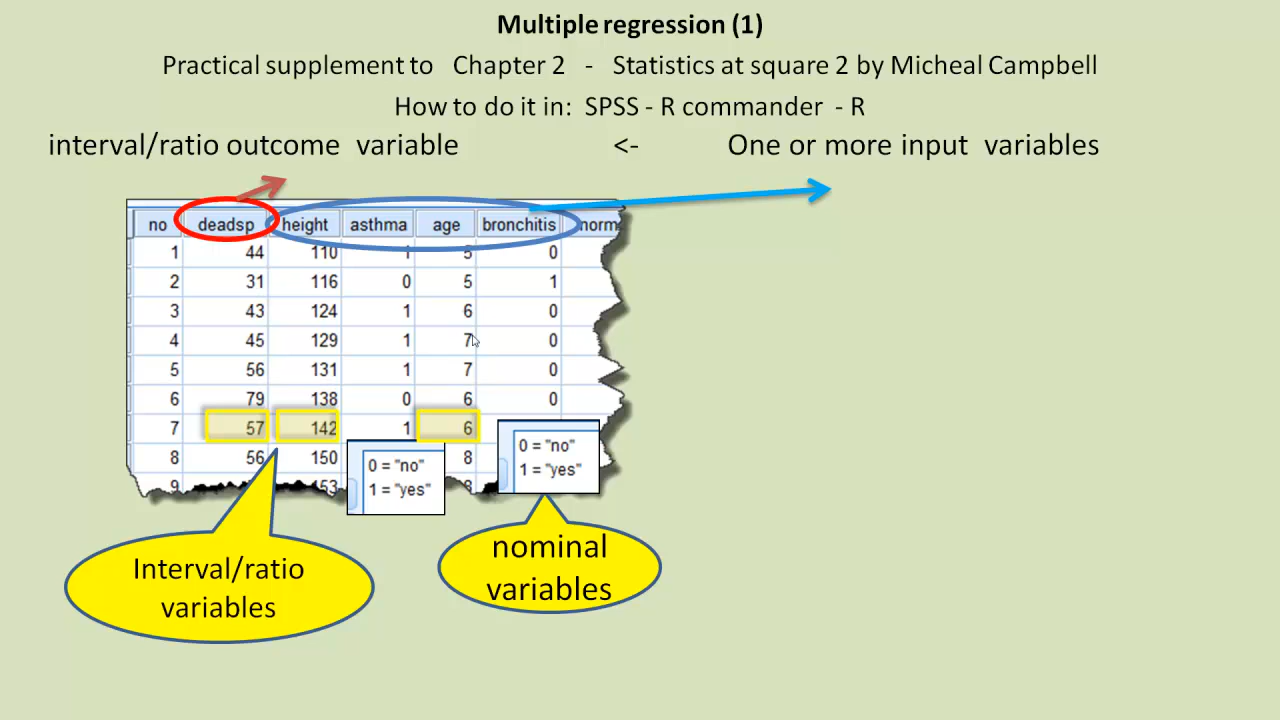 Multiple regression (1)
Practical supplement to Chapter 2 - Statistics at square 2 by Micheal Campbell
How to do it in: SPSS - R commander - R
interval/ratio outcome variable <- One or more input variables
no deadsp height asthma age bronchitis norm
1 44 110 1 5 0
2 31 116 0 5 1
3 43 124 1 6 0
4 45 129 1 7 0
5 56 131 1 7 0
6 79 138 0 6 0
7 57 142 1 6
8 56 150 8
9 153 8
0 = "no"
1 = "yes"
0 = "no"
1 = "yes"
Interval/ratio
variables
nominal
variables